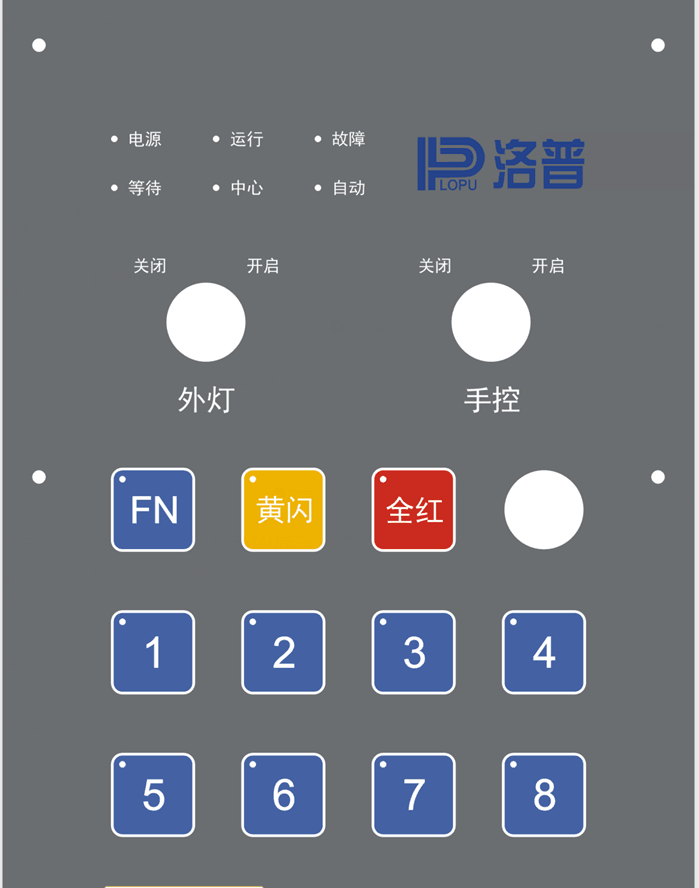 电源 运行 故障
LOPU 洛普
等待 中心 自动
关闭 开启 关闭 开启
外灯 手控
FN 黄闪 全红
1 2 3 4
5 6 7 8